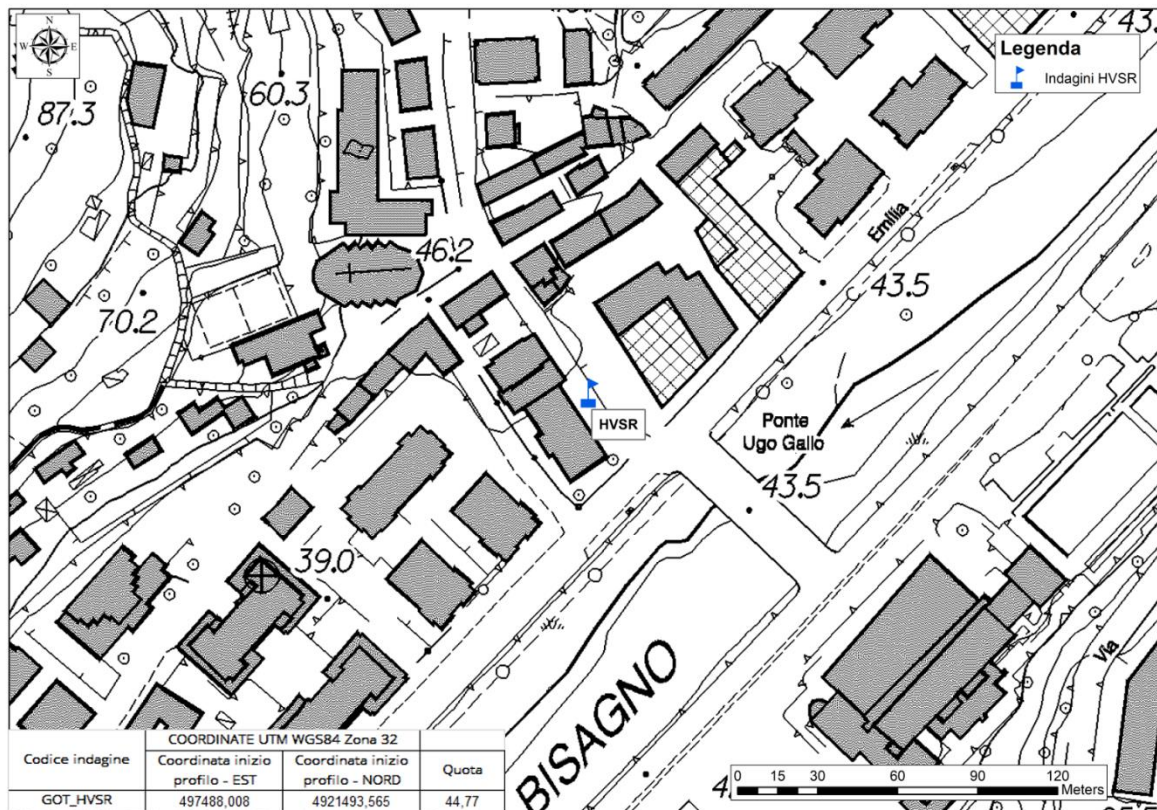 N
W E
S
43.
Legenda
Indagini HVSR
87.3
60.3
46.2
Emilia
43.5
70.2
HVSR
Ponte
Ugo Gallo
43.5
39.0
BISAGNO
Via
Codice indagine
COORDINATE UTM WGS84 Zona 32
Coordinata inizio
profilo - EST
Coordinata inizio
profilo - NORD
Quota
GOT_HVSR 497488,008 4921493,565 44,77
0 15 30 60 90 120
Meters